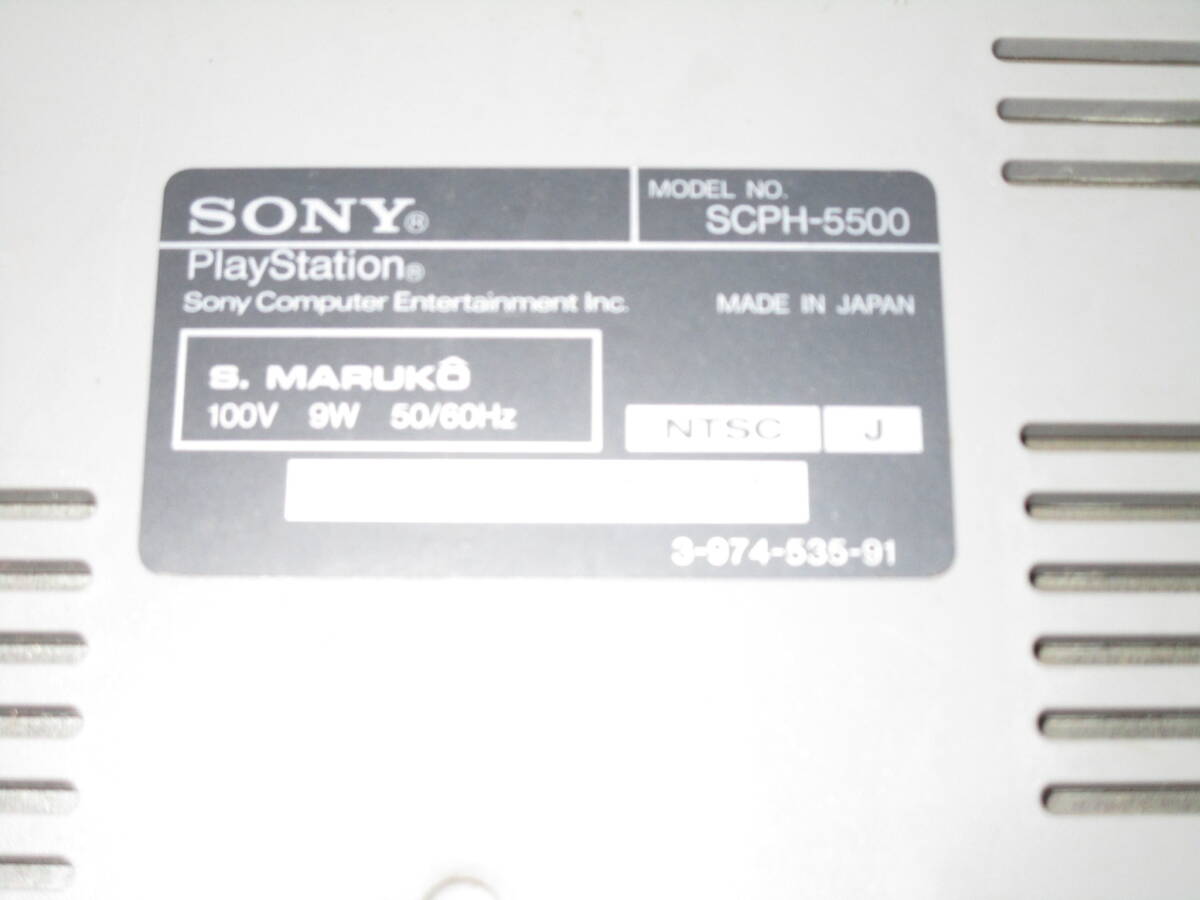 SONY®
MODEL NO.
SCPH-5500
PlayStation®
Sony Computer Entertainment Inc.
MADE IN JAPAN
S. MARUKÔ
100V 9W 50/60Hz
NTSC J
3-974-535-91